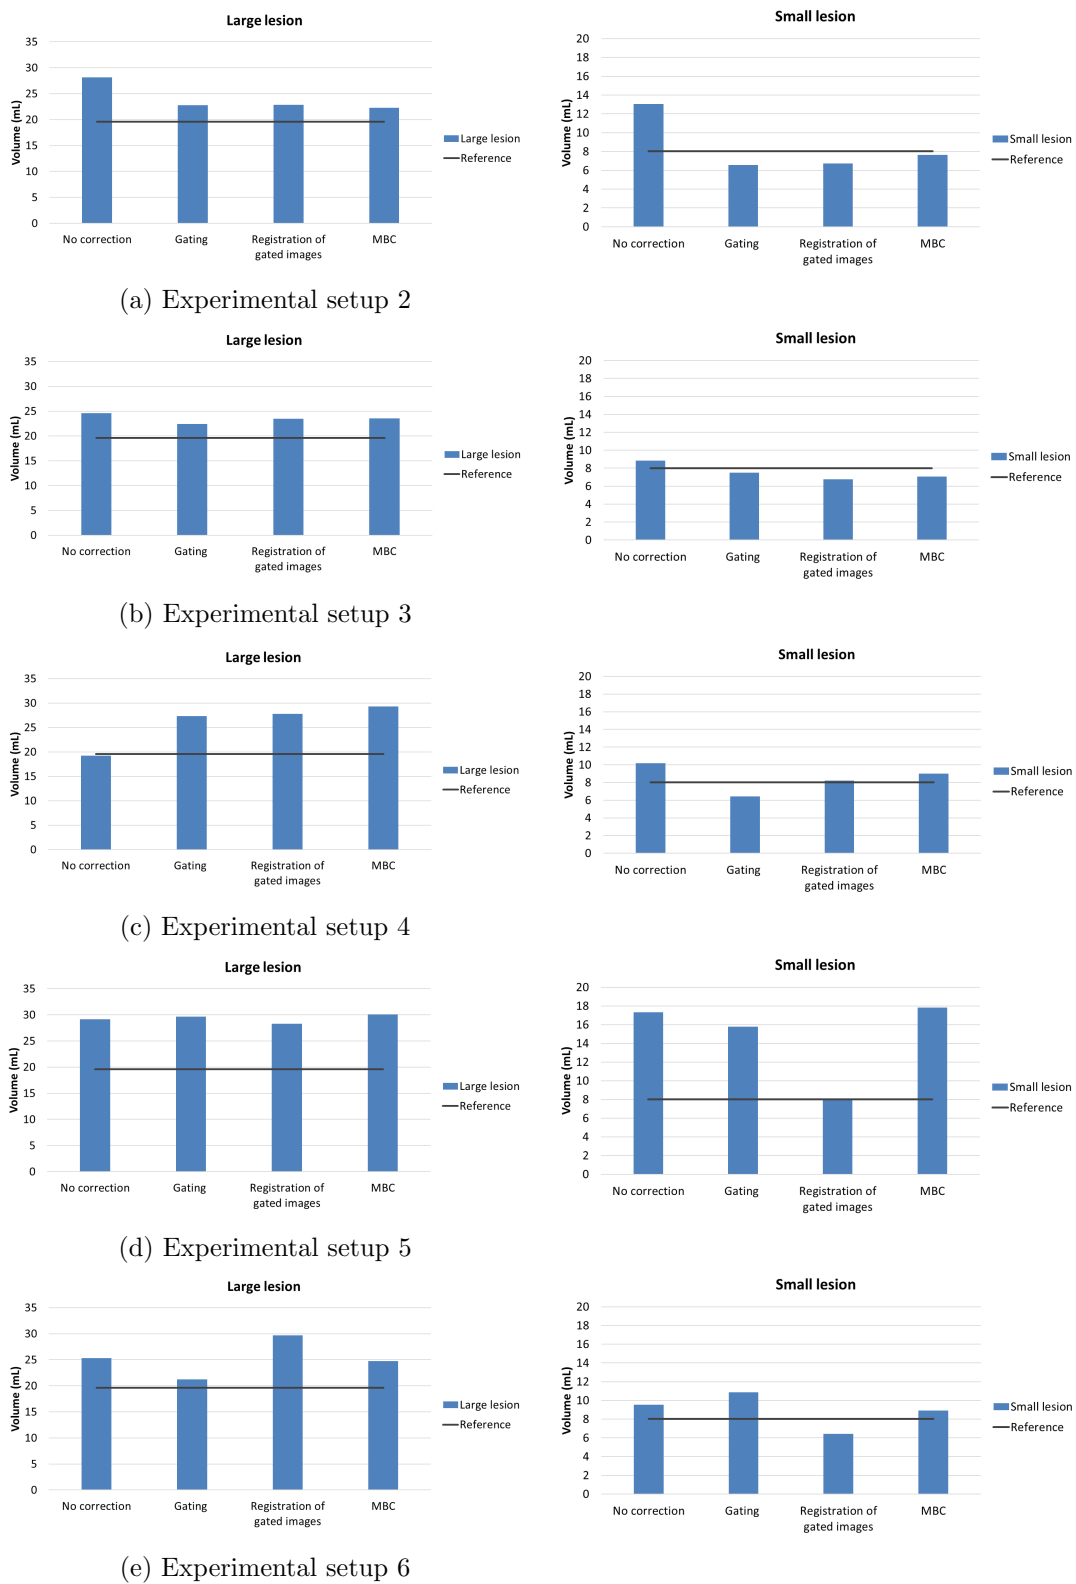 Large lesion
35
30
25
20
15
10
5
0
Volume (mL)
No correction
Gating
Registration of
gated images
MBC
Large lesion
Reference
Small lesion
20
18
16
14
12
10
8
6
4
2
0
Volume (mL)
No correction
Gating
Registration of
gated images
MBC
Small lesion
Reference
(a) Experimental setup 2
Large lesion
35
30
25
20
15
10
5
0
Volume (mL)
No correction
Gating
Registration of
gated images
MBC
Large lesion
Reference
Small lesion
20
18
16
14
12
10
8
6
4
2
0
Volume (mL)
No correction
Gating
Registration of
gated images
MBC
Small lesion
Reference
(b) Experimental setup 3
Large lesion
35
30
25
20
15
10
5
0
Volume (mL)
No correction
Gating
Registration of
gated images
MBC
Large lesion
Reference
Small lesion
20
18
16
14
12
10
8
6
4
2
0
Volume (mL)
No correction
Gating
Registration of
gated images
MBC
Small lesion
Reference
(c) Experimental setup 4
Large lesion
35
30
25
20
15
10
5
0
Volume (mL)
No correction
Gating
Registration of
gated images
MBC
Large lesion
Reference
Small lesion
20
18
16
14
12
10
8
6
4
2
0
Volume (mL)
No correction
Gating
Registration of
gated images
MBC
Small lesion
Reference
(d) Experimental setup 5
Large lesion
35
30
25
20
15
10
5
0
Volume (mL)
No correction
Gating
Registration of
gated images
MBC
Large lesion
Reference
Small lesion
20
18
16
14
12
10
8
6
4
2
0
Volume (mL)
No correction
Gating
Registration of
gated images
MBC
Small lesion
Reference
(e) Experimental setup 6